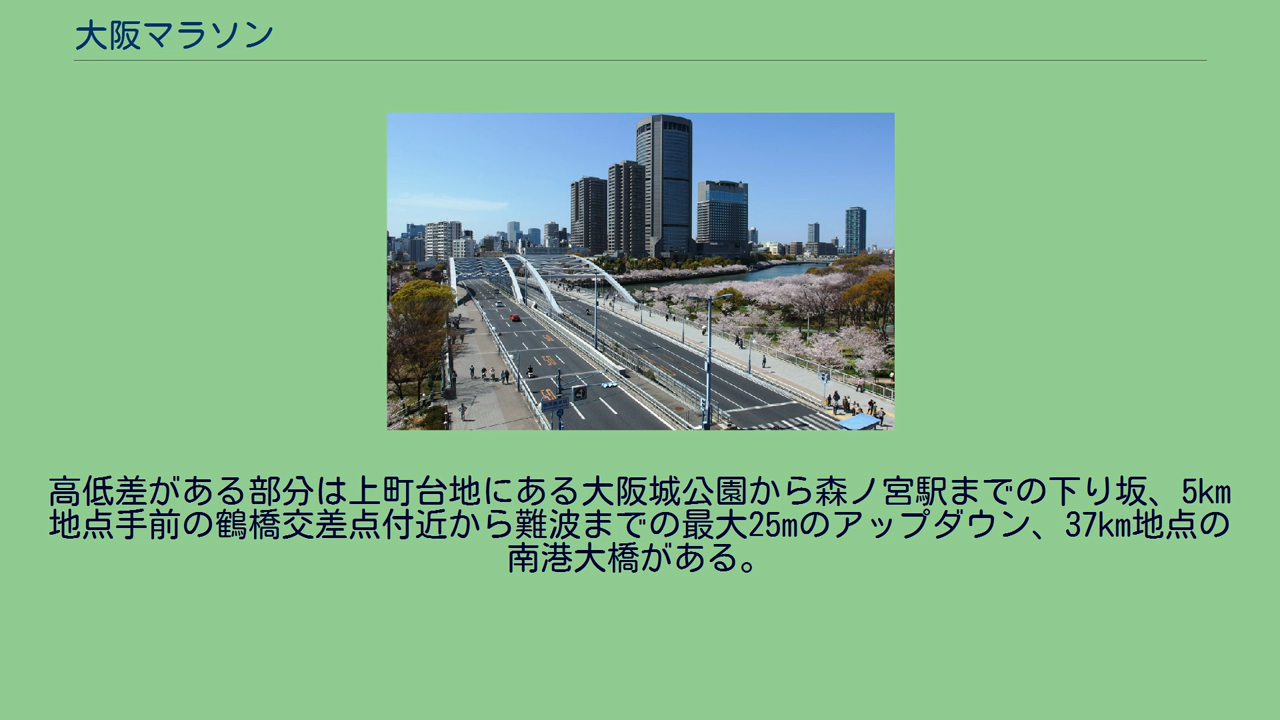 大阪マラソン
高低差がある部分は上町台地にある大阪城公園から森ノ宮駅までの下り坂、5km
地点手前の鶴橋交差点付近から難波までの最大25mのアップダウン、37km地点の
南港大橋がある。